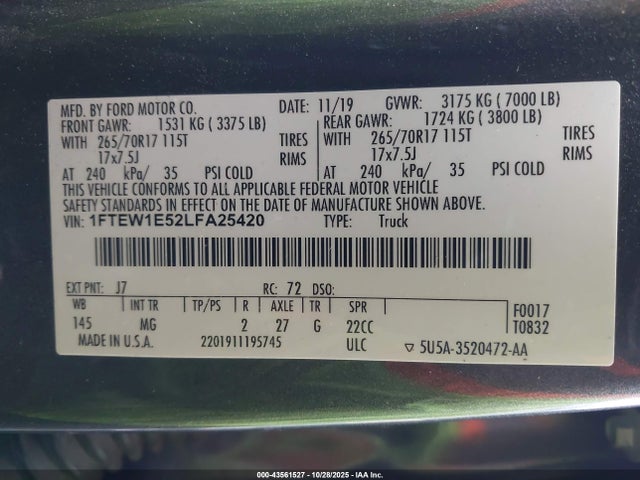 MFD. BY FORD MOTOR CO. DATE: 11/19 GVWR: 3175 KG ( 7000 LB)
FRONT GAWR: 1531 KG ( 3375 LB) REAR GAWR: 1724 KG ( 3800 LB)
WITH 265/70R17 115T TIRES WITH 265/70R17 115T TIRES
17x7.5J RIMS 17x7.5J RIMS
AT 240 kPa/ 35 PSI COLD AT 240 kPa/ 35 PSI COLD
THIS VEHICLE CONFORMS TO ALL APPLICABLE FEDERAL MOTOR VEHICLE
SAFETY STANDARDS IN EFFECT ON THE DATE OF MANUFACTURE SHOWN ABOVE.
VIN: 1FTEW1E52LFA25420 TYPE: Truck
EXT PNT: J7 RC: 72 DSO:
WB INT TR TP/PS R AXLE TR SPR F0017
145 MG 2 27 G 22CC T0832
MADE IN U.S.A. 2201911195745 ULC ▽ 5U5A-3520472-AA
000-43561527 - 10/28/2025 - IAA Inc.